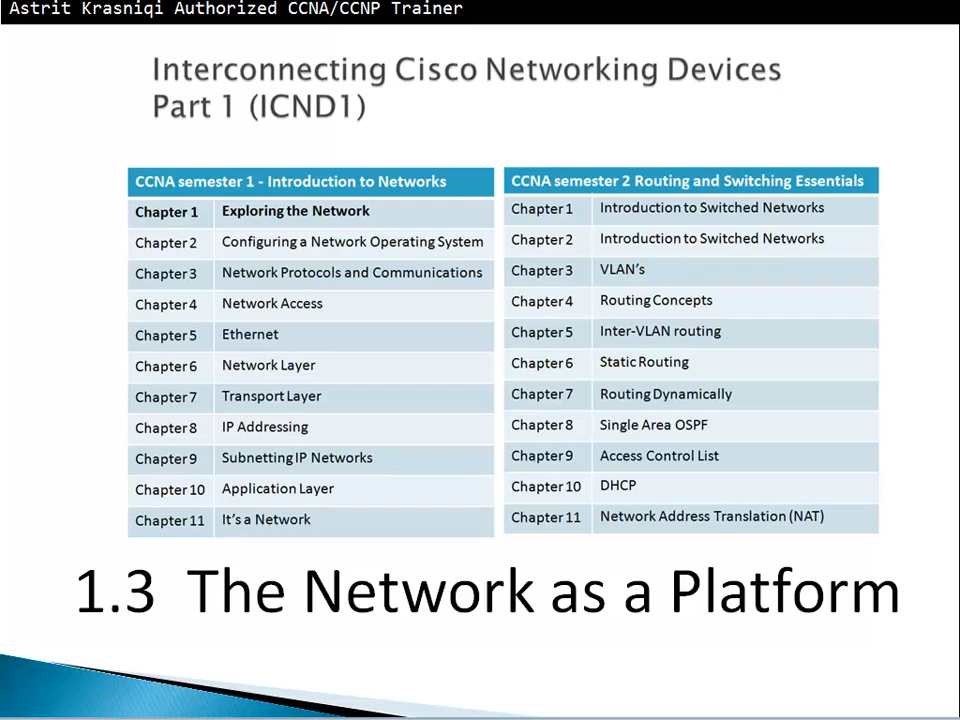 Astrit Krasniqi Authorized CCNA/CCNP Trainer
Interconnecting Cisco Networking Devices
Part 1 (ICND1)
CCNA semester 1 - Introduction to Networks
Chapter 1 Exploring the Network
Chapter 2 Configuring a Network Operating System
Chapter 3 Network Protocols and Communications
Chapter 4 Network Access
Chapter 5 Ethernet
Chapter 6 Network Layer
Chapter 7 Transport Layer
Chapter 8 IP Addressing
Chapter 9 Subnetting IP Networks
Chapter 10 Application Layer
Chapter 11 It's a Network
CCNA semester 2 Routing and Switching Essentials
Chapter 1 Introduction to Switched Networks
Chapter 2 Introduction to Switched Networks
Chapter 3 VLAN's
Chapter 4 Routing Concepts
Chapter 5 Inter-VLAN routing
Chapter 6 Static Routing
Chapter 7 Routing Dynamically
Chapter 8 Single Area OSPF
Chapter 9 Access Control List
Chapter 10 DHCP
Chapter 11 Network Address Translation (NAT)
1.3 The Network as a Platform